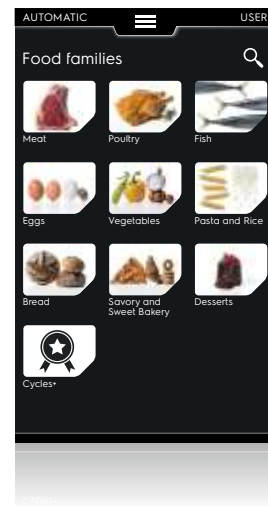 AUTOMATIC USER
Food families
Meat Poultry Fish
Eggs Vegetables Pasta and Rice
Bread Savory and Sweet Bakery Desserts
Cycles+